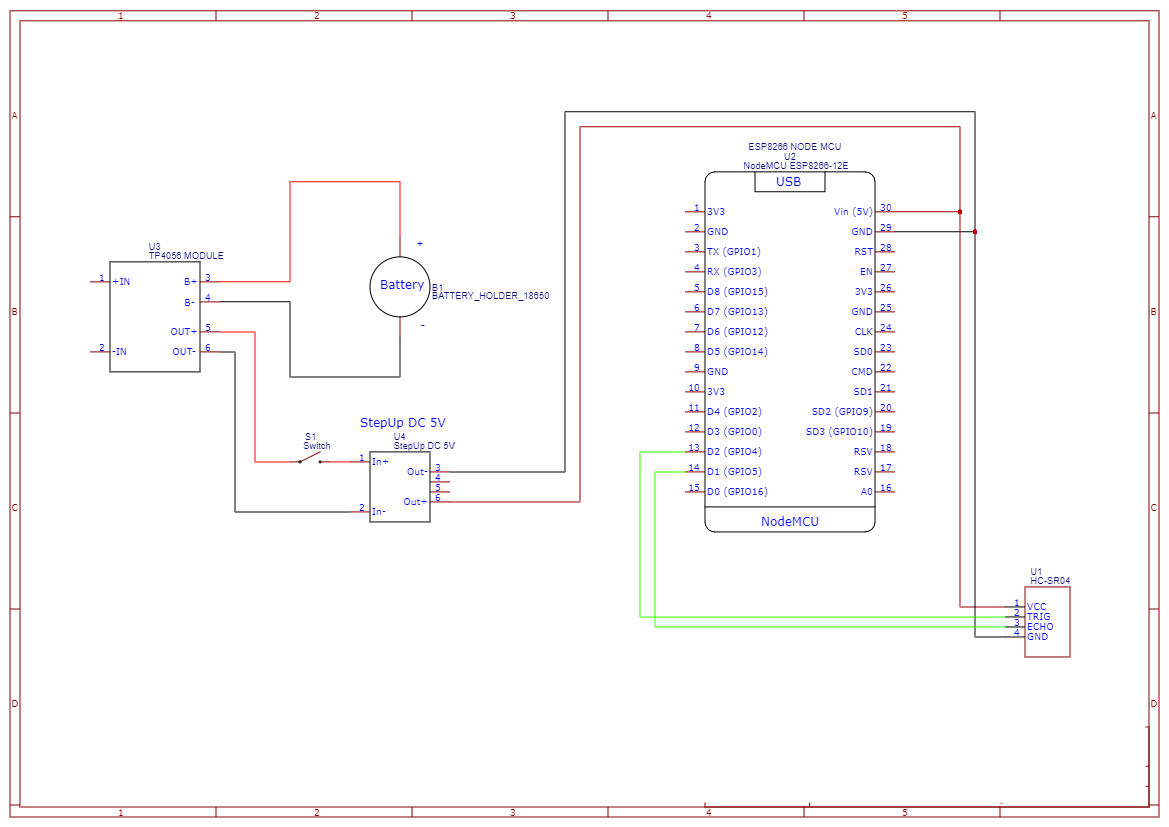 1 2 3 4 5
A A
B B
C C
D D
U3
TP4056 MODULE
1 +IN
2 -IN
B+ 3
B- 4
OUT+ 5
OUT- 6
+
Battery
B1
BATTERY_HOLDER_18650
-
StepUp DC 5V
S1
Switch
U4
StepUp DC 5V
1 In+
2 In-
Out- 3
4
5
Out+ 6
ESP8266 NODE MCU
U2
NodeMCU ESP8266-12E
USB
1 3V3 Vin (5V) 30
2 GND GND 29
3 TX (GPIO1) RST 28
4 RX (GPIO3) EN 27
5 D8 (GPIO15) 3V3 26
6 D7 (GPIO13) GND 25
7 D6 (GPIO12) CLK 24
8 D5 (GPIO14) SD0 23
9 GND CMD 22
10 3V3 SD1 21
11 D4 (GPIO2) SD2 (GPIO9) 20
12 D3 (GPIO0) SD3 (GPIO10) 19
13 D2 (GPIO4) RSV 18
14 D1 (GPIO5) RSV 17
15 D0 (GPIO16) A0 16
NodeMCU
U1
HC-SR04
1 VCC
2 TRIG
3 ECHO
4 GND
1 2 3 4 5